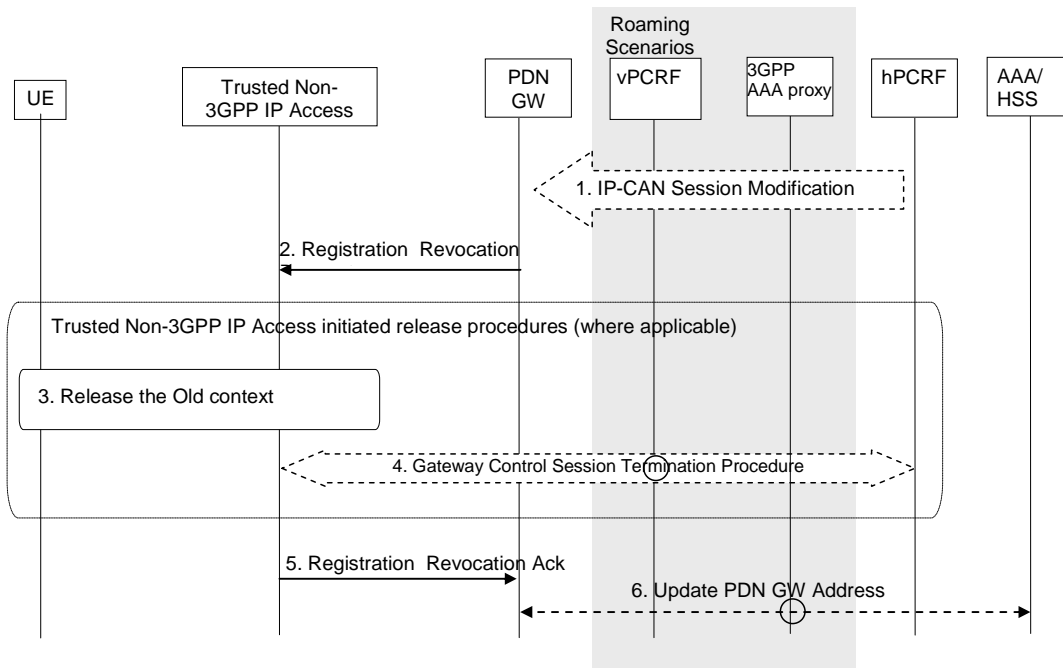 Roaming
Scenarios
UE
Trusted Non-
3GPP IP Access
PDN
GW
vPCRF
3GPP
AAA proxy
hPCRF
AAA/
HSS
1. IP-CAN Session Modification
2. Registration Revocation
Trusted Non-3GPP IP Access initiated release procedures (where applicable)
3. Release the Old context
4. Gateway Control Session Termination Procedure
5. Registration Revocation Ack
6. Update PDN GW Address